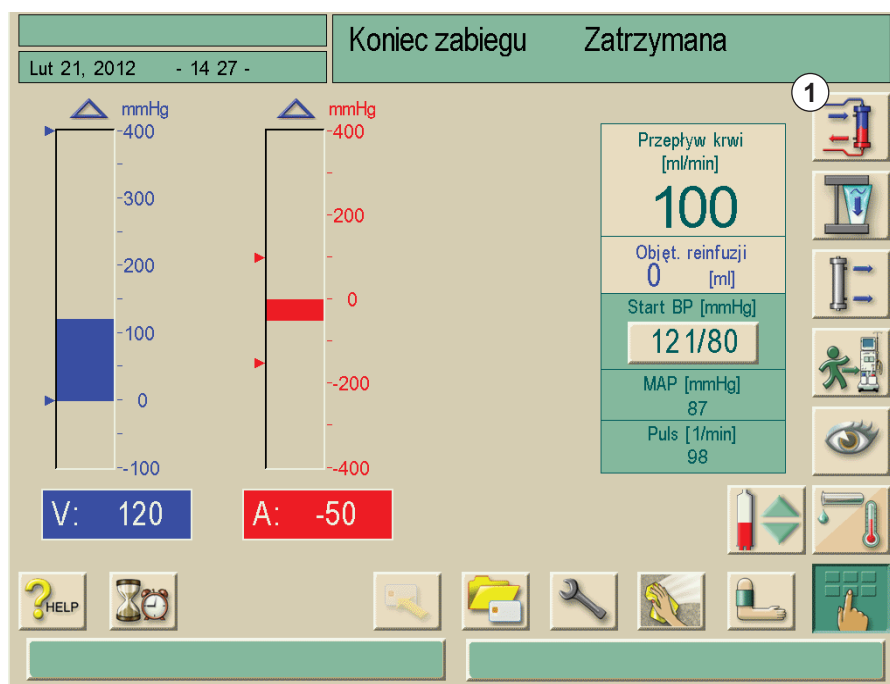 Koniec zabiegu Zatrzymana
Lut 21, 2012 - 14 27 -
1
mmHg
400
300
200
100
0
-100
V: 120
mmHg
400
200
0
-200
-400
A: -50
Przepływ krwi
[ml/min]
100
Objęt. reinfuzji
0 [ml]
Start BP [mmHg]
121/80
MAP [mmHg]
87
Puls [1/min]
98
?HELP